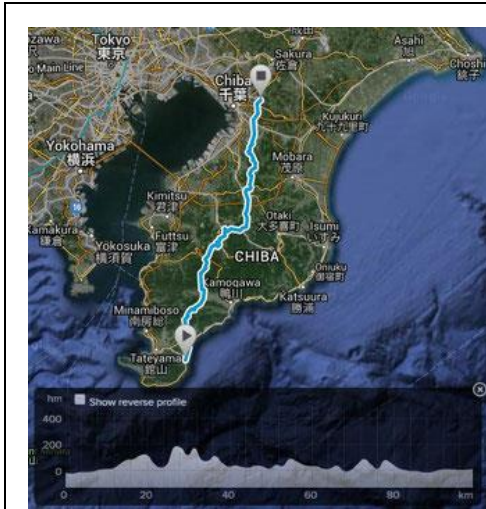 成田
Tokyo
東京
Sakura
佐倉
Asahi
旭
Choshi
銚子
Main Line
Chiba
千葉
Yokohama
横浜
Kujukuri
九十九里町
Mobara
茂原
16
Kimitsu
君津
Otaki
大多喜町
Isumi
いすみ
Kamakura
鎌倉
Yokosuka
横須賀
Futtsu
富津
CHIBA
Onjuku
御宿町
Kamogawa
鴨川
Katsuura
勝浦
Minamiboso
南房総
Tateyama
館山
hm
Show reverse profile
400
200
0
0 20 40 60 80 km